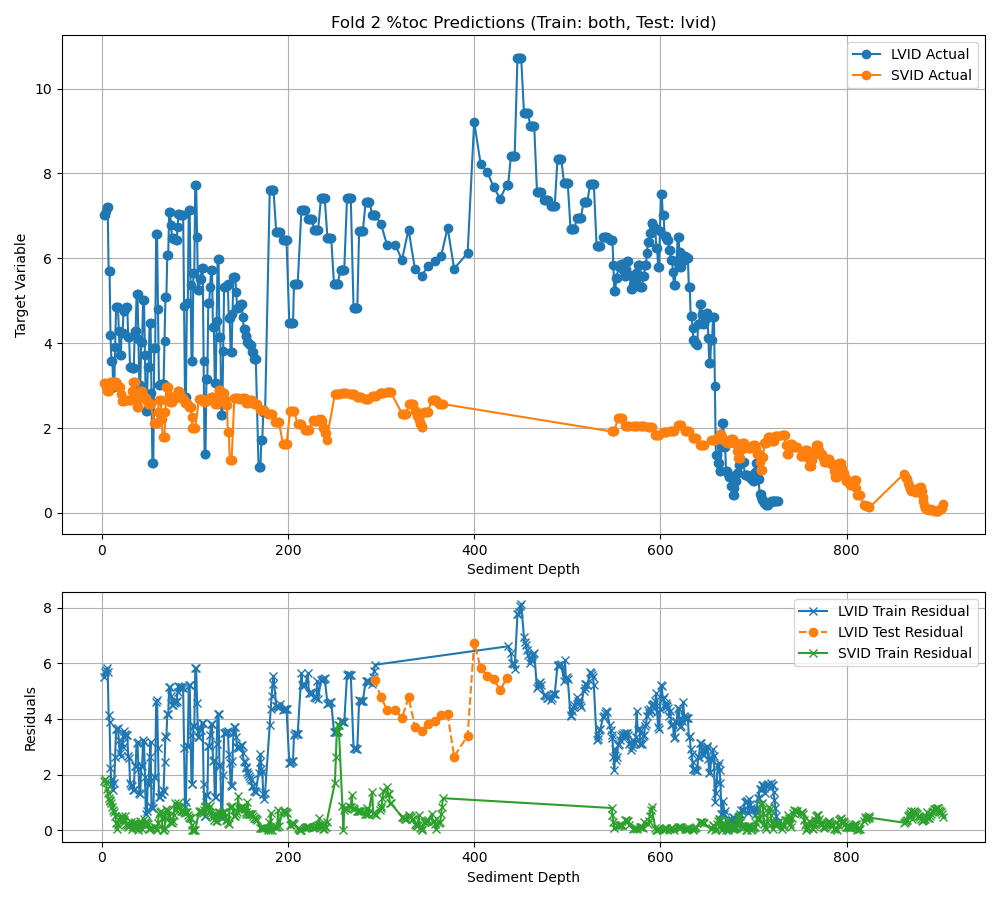 Fold 2 %toc Predictions (Train: both, Test: lvid)
LVID Actual
SVID Actual
Target Variable
10
8
6
4
2
0
0 200 400 600 800
Sediment Depth
LVID Train Residual
LVID Test Residual
SVID Train Residual
Residuals
8
6
4
2
0
0 200 400 600 800
Sediment Depth